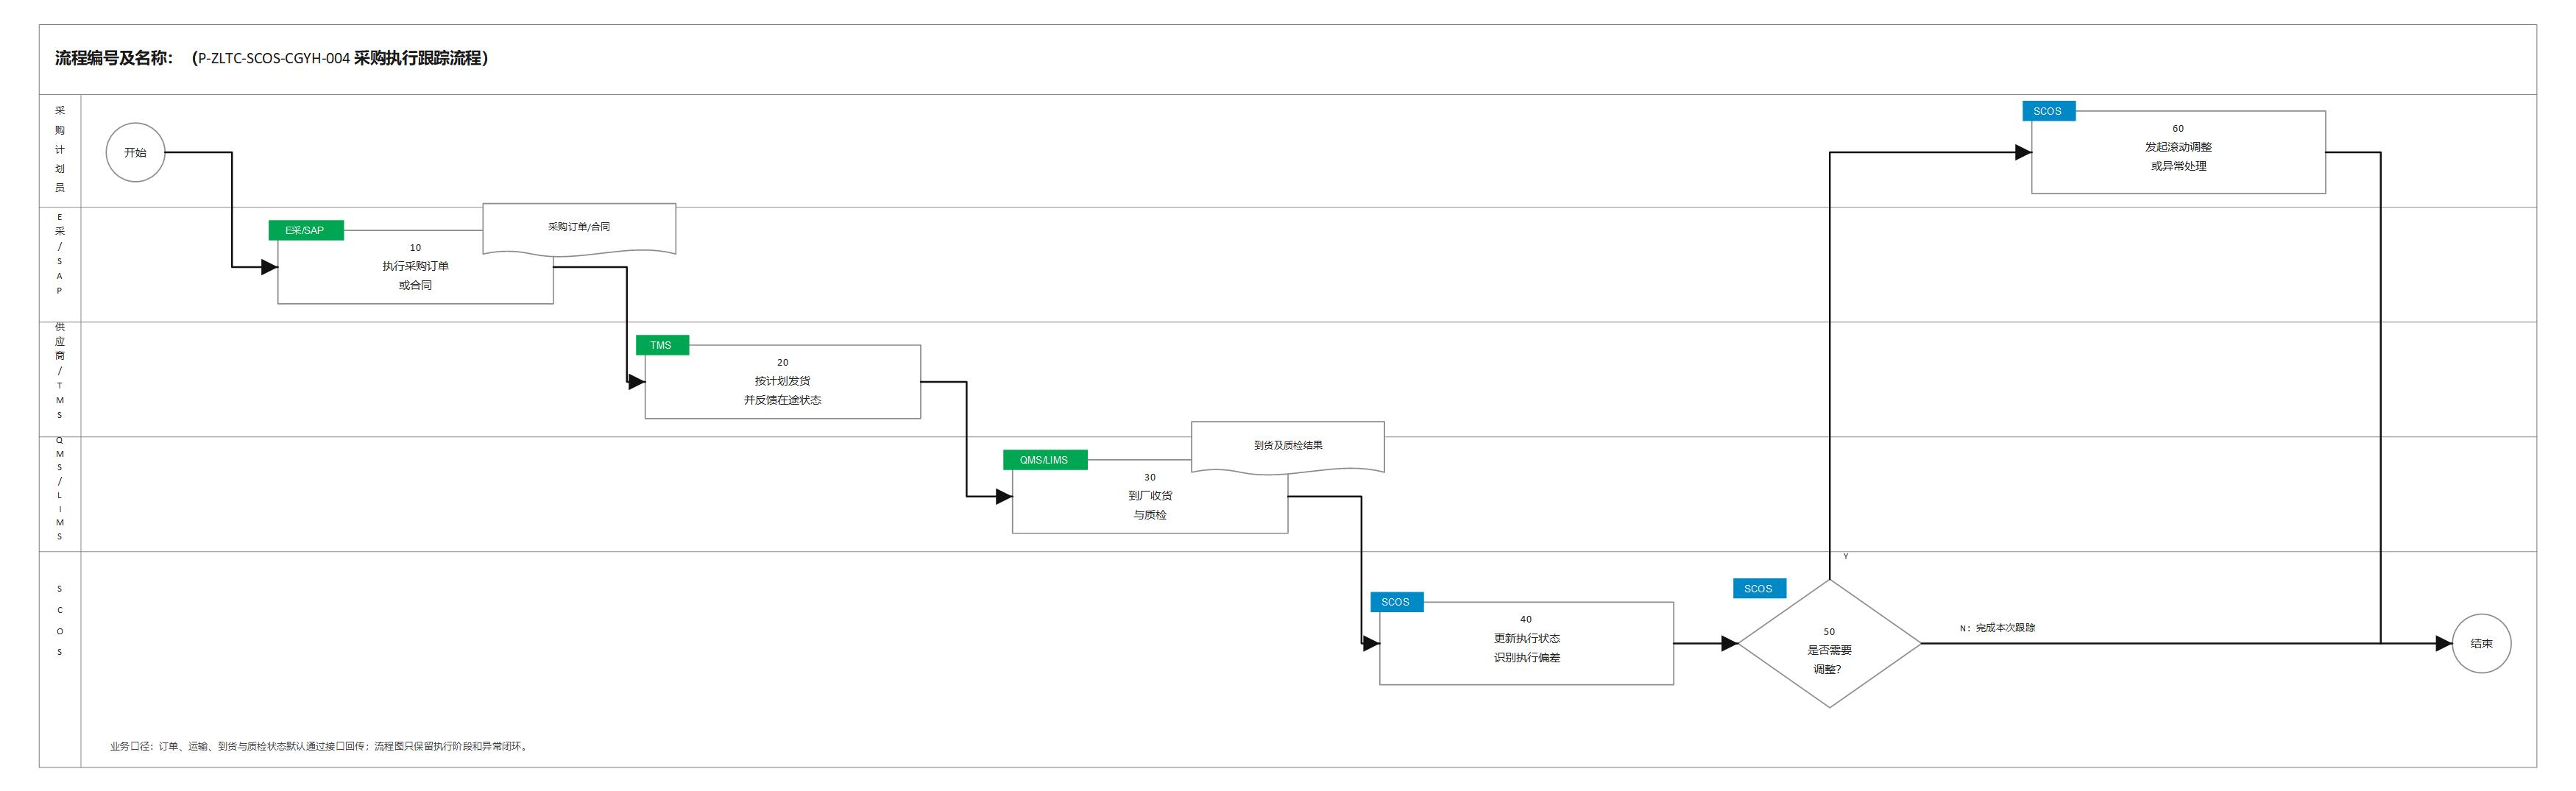 流程编号及名称：（P-ZLTC-SCOS-CGYH-004 采购执行跟踪流程）
采购计划员
开始
SCOS
60
发起滚动调整
或异常处理
E采/SAP
E采/SAP
10
执行采购订单
或合同
采购订单/合同
供应商/TMS
TMS
20
按计划发货
并反馈在途状态
QMS/LIMS
QMS/LIMS
30
到厂收货
与质检
到货及质检结果
SCOS
SCOS
40
更新执行状态
识别执行偏差
SCOS
50
是否需要
调整？
Y
N：完成本次跟踪
结束
业务口径：订单、运输、到货与质检状态默认通过接口回传；流程图只保留执行阶段和异常闭环。